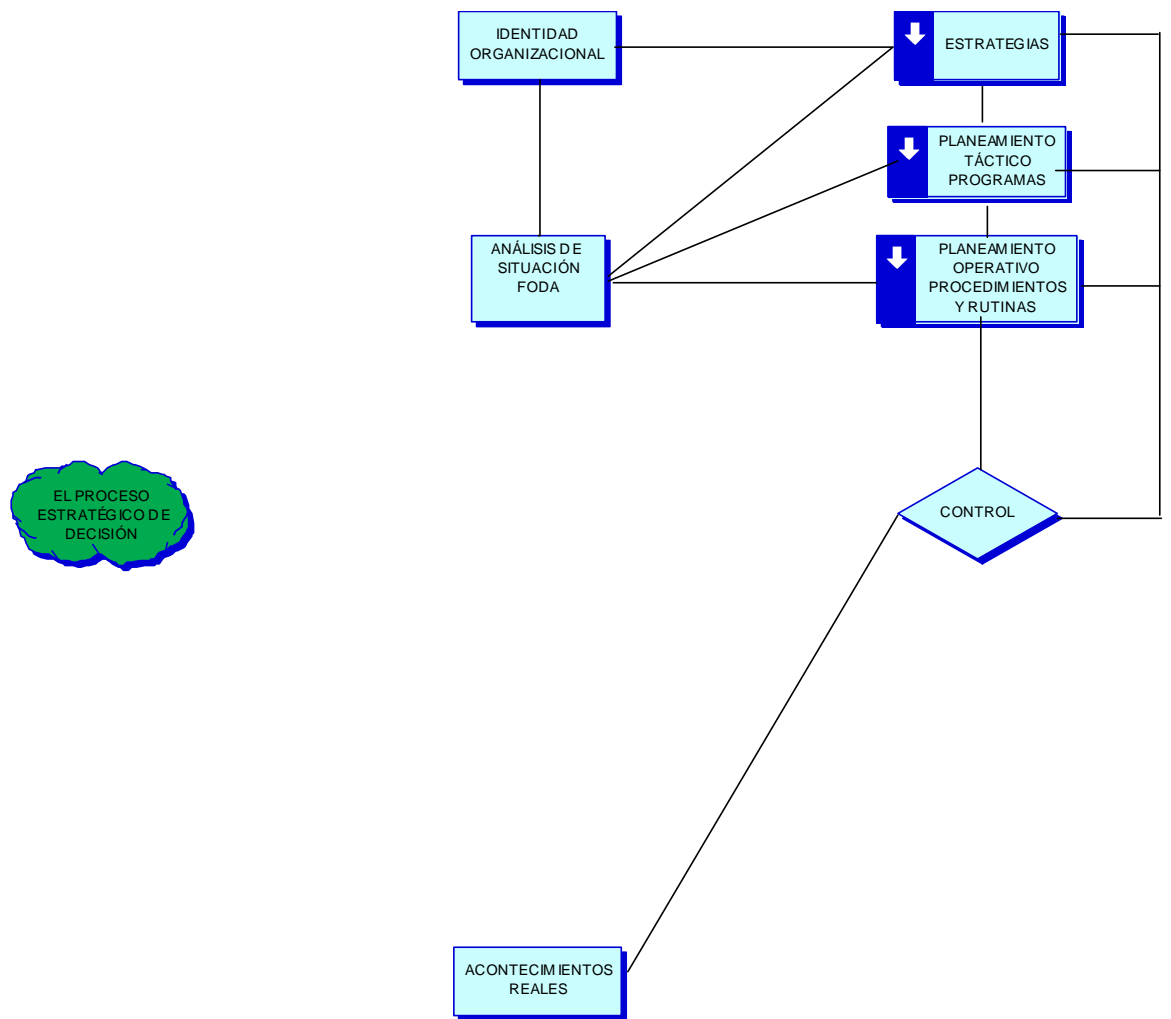 IDENTIDAD
ORGANIZACIONAL
ESTRATEGIAS
PLANEAMIENTO
TÁCTICO
PROGRAMAS
ANÁLISIS DE
SITUACIÓN
FODA
PLANEAMIENTO
OPERATIVO
PROCEDIMIENTOS
Y RUTINAS
EL PROCESO
ESTRATÉGICO DE
DECISIÓN
CONTROL
ACONTECIMIENTOS
REALES